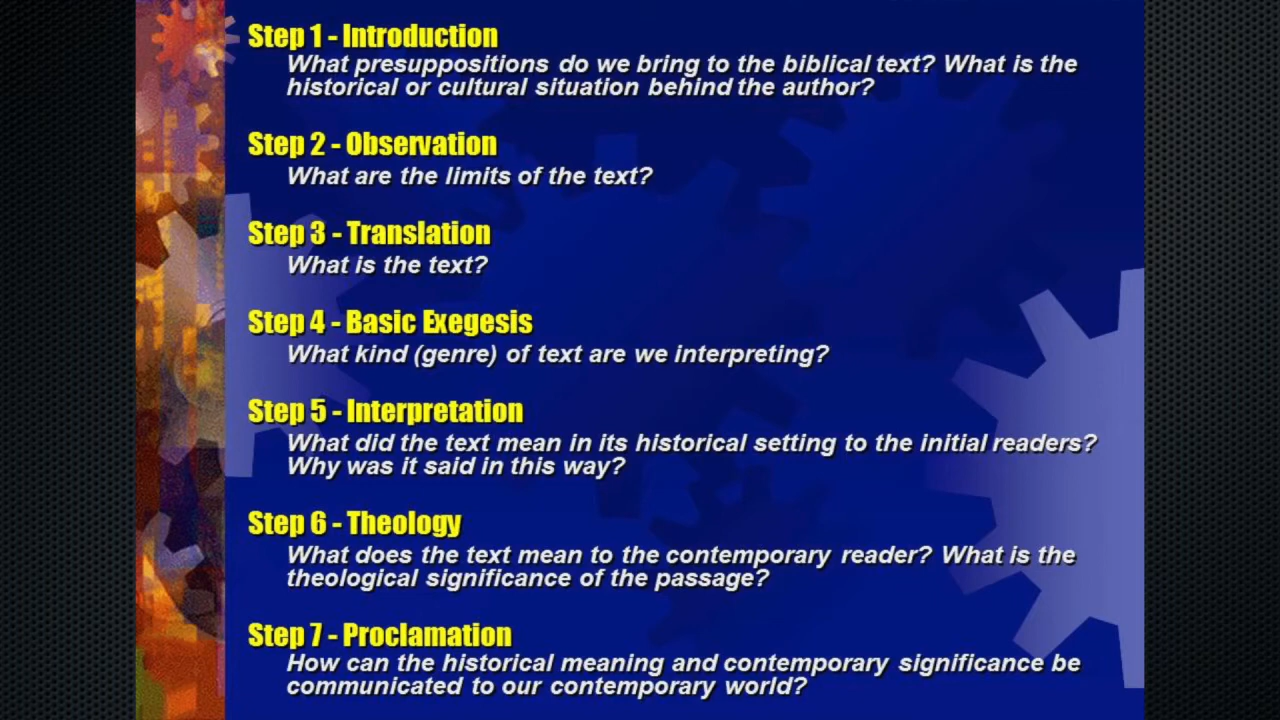 Step 1 - Introduction
What presuppositions do we bring to the biblical text? What is the
historical or cultural situation behind the author?
Step 2 - Observation
What are the limits of the text?
Step 3 - Translation
What is the text?
Step 4 - Basic Exegesis
What kind (genre) of text are we interpreting?
Step 5 - Interpretation
What did the text mean in its historical setting to the initial readers?
Why was it said in this way?
Step 6 - Theology
What does the text mean to the contemporary reader? What is the
theological significance of the passage?
Step 7 - Proclamation
How can the historical meaning and contemporary significance be
communicated to our contemporary world?